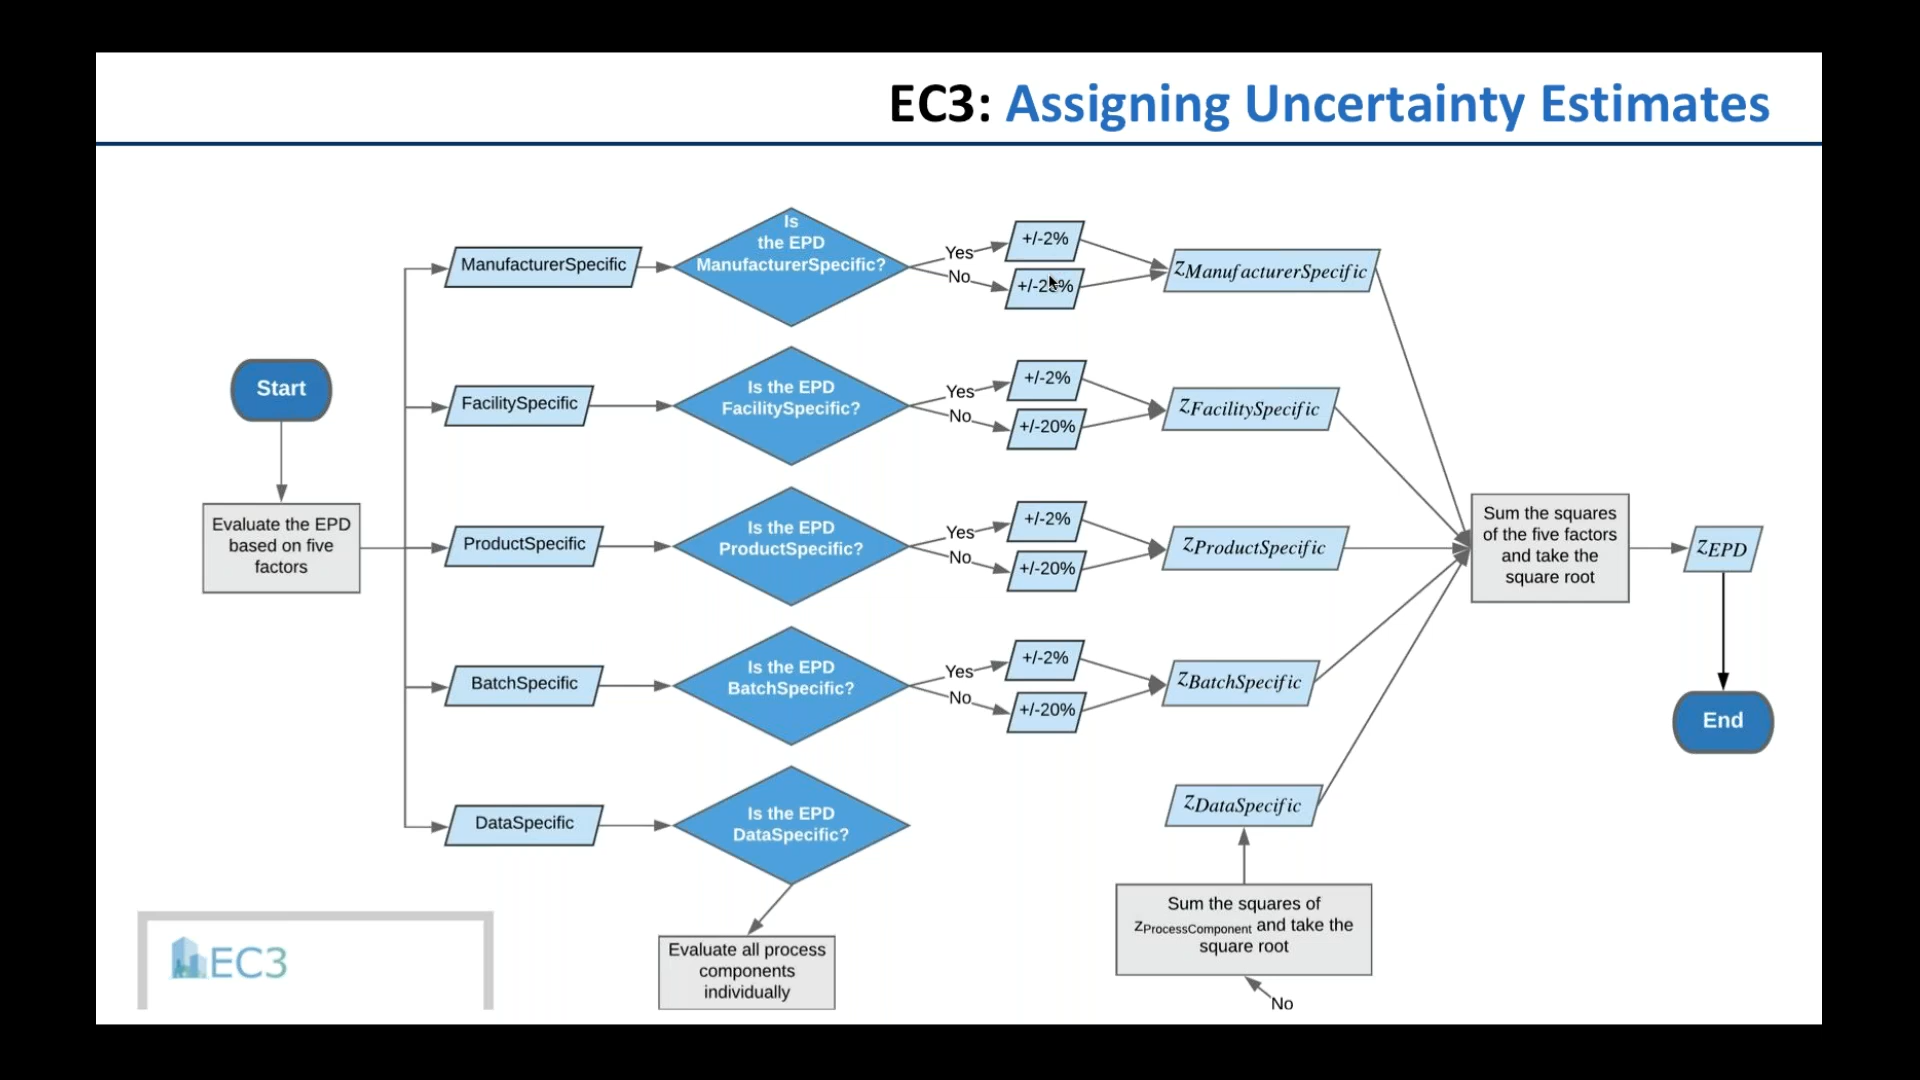 EC3: Assigning Uncertainty Estimates
Is
the EPD
ManufacturerSpecific?
ManufacturerSpecific
Yes
No
+/-2%
zManufacturerSpecific
Start
FacilitySpecific
Is the EPD
FacilitySpecific?
Yes
No
+/-2%
+/-20%
zFacilitySpecific
Evaluate the EPD
based on five
factors
ProductSpecific
Is the EPD
ProductSpecific?
Yes
No
+/-2%
+/-20%
zProductSpecific
Sum the squares
of the five factors
and take the
square root
zEPD
BatchSpecific
Is the EPD
BatchSpecific?
Yes
No
+/-2%
+/-20%
zBatchSpecific
End
DataSpecific
Is the EPD
DataSpecific?
zDataSpecific
Evaluate all process
components
individually
Sum the squares of
zProcessComponent and take the
square root
No
EC3